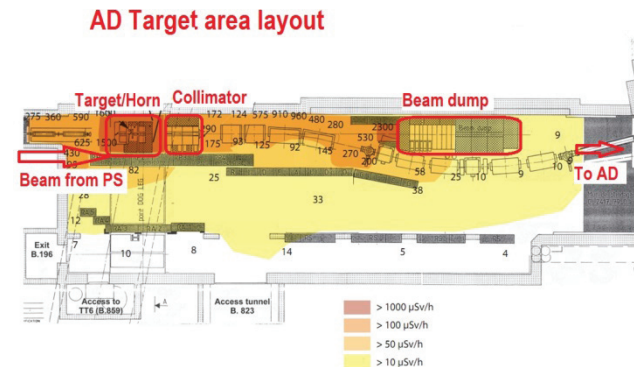 AD Target area layout
Target/Horn
Collimator
Beam dump
275 360 590
172 124 575 910 960
480
280
530
2300
9
625 1500
290
175 93 125 92 145
270
200
430
Beam from PS
To AD
82
25
58
25 10 9 10
38
33
28
12
7
10
8
14
5
4
Exit
B.196
Access to
TT6 (B.859)
A
Access tunnel
B. 823
> 1000 µSv/h
> 100 µSv/h
> 50 µSv/h
> 10 µSv/h